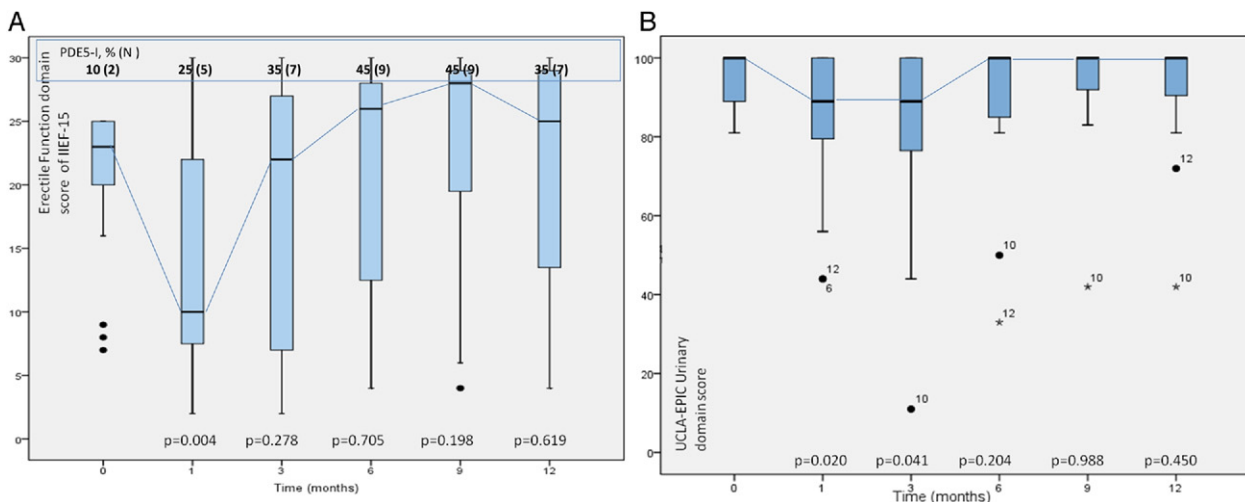 A
PDE5-I, % (N )
10 (2) 25 (5) 35 (7) 45 (9) 45 (9) 35 (7)
Erectile Function domain
score of IIEF-15
30
25
20
15
10
5
0
p=0.004 p=0.278 p=0.705 p=0.198 p=0.619
0 1 3 6 9 12
Time (months)
B
UCLA-EPIC Urinary
domain score
100
80
60
40
20
0
12
6
10
10
12
10
12
10
p=0.020 p=0.041 p=0.204 p=0.988 p=0.450
0 1 3 6 9 12
Time (months)